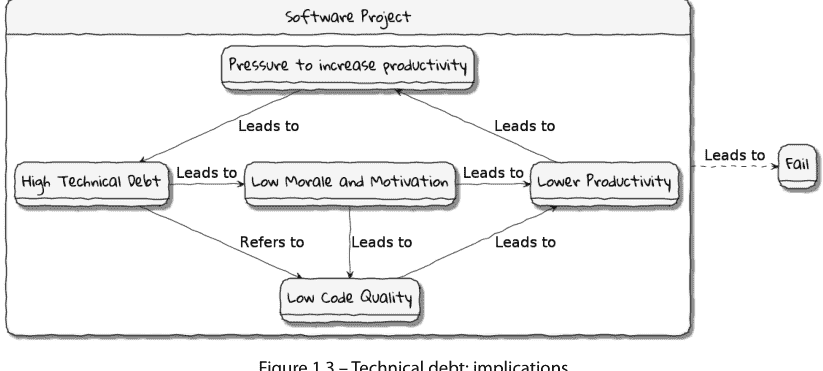 Software Project
Pressure to increase productivity
Leads to
Leads to
Leads to
High Technical Debt
Leads to
Low Morale and Motivation
Leads to
Lower Productivity
Fail
Refers to
Leads to
Leads to
Low Code Quality
Figure 1.3 – Technical debt: implications